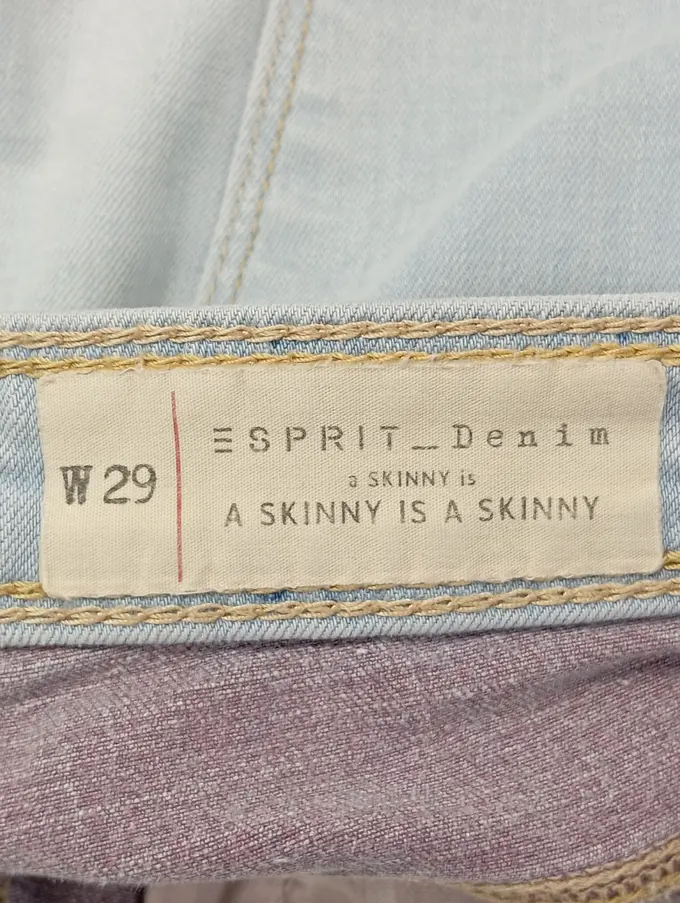 W 29
ESPRIT_Denim
a SKINNY is
A SKINNY IS A SKINNY